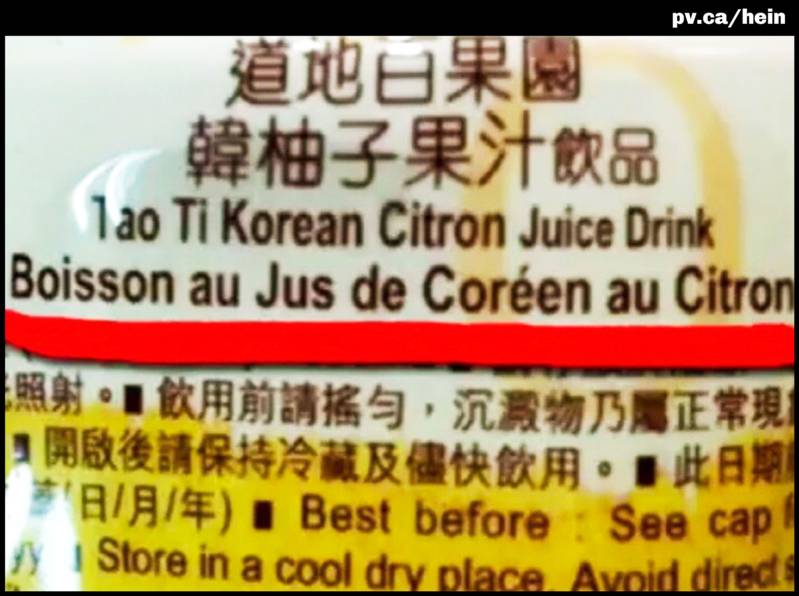 pv.ca/hein
道地百果園
韓柚子果汁飲品
Tao Ti Korean Citron Juice Drink
Boisson au Jus de Coréen au Citron
照射。■ 飲用前請搖勻,沉澱物乃屬正常現
■ 開啟後請保持冷藏及儘快飲用。■ 此日期
(日/月/年) ■ Best before : See cap
Store in a cool dry place. Avoid direct